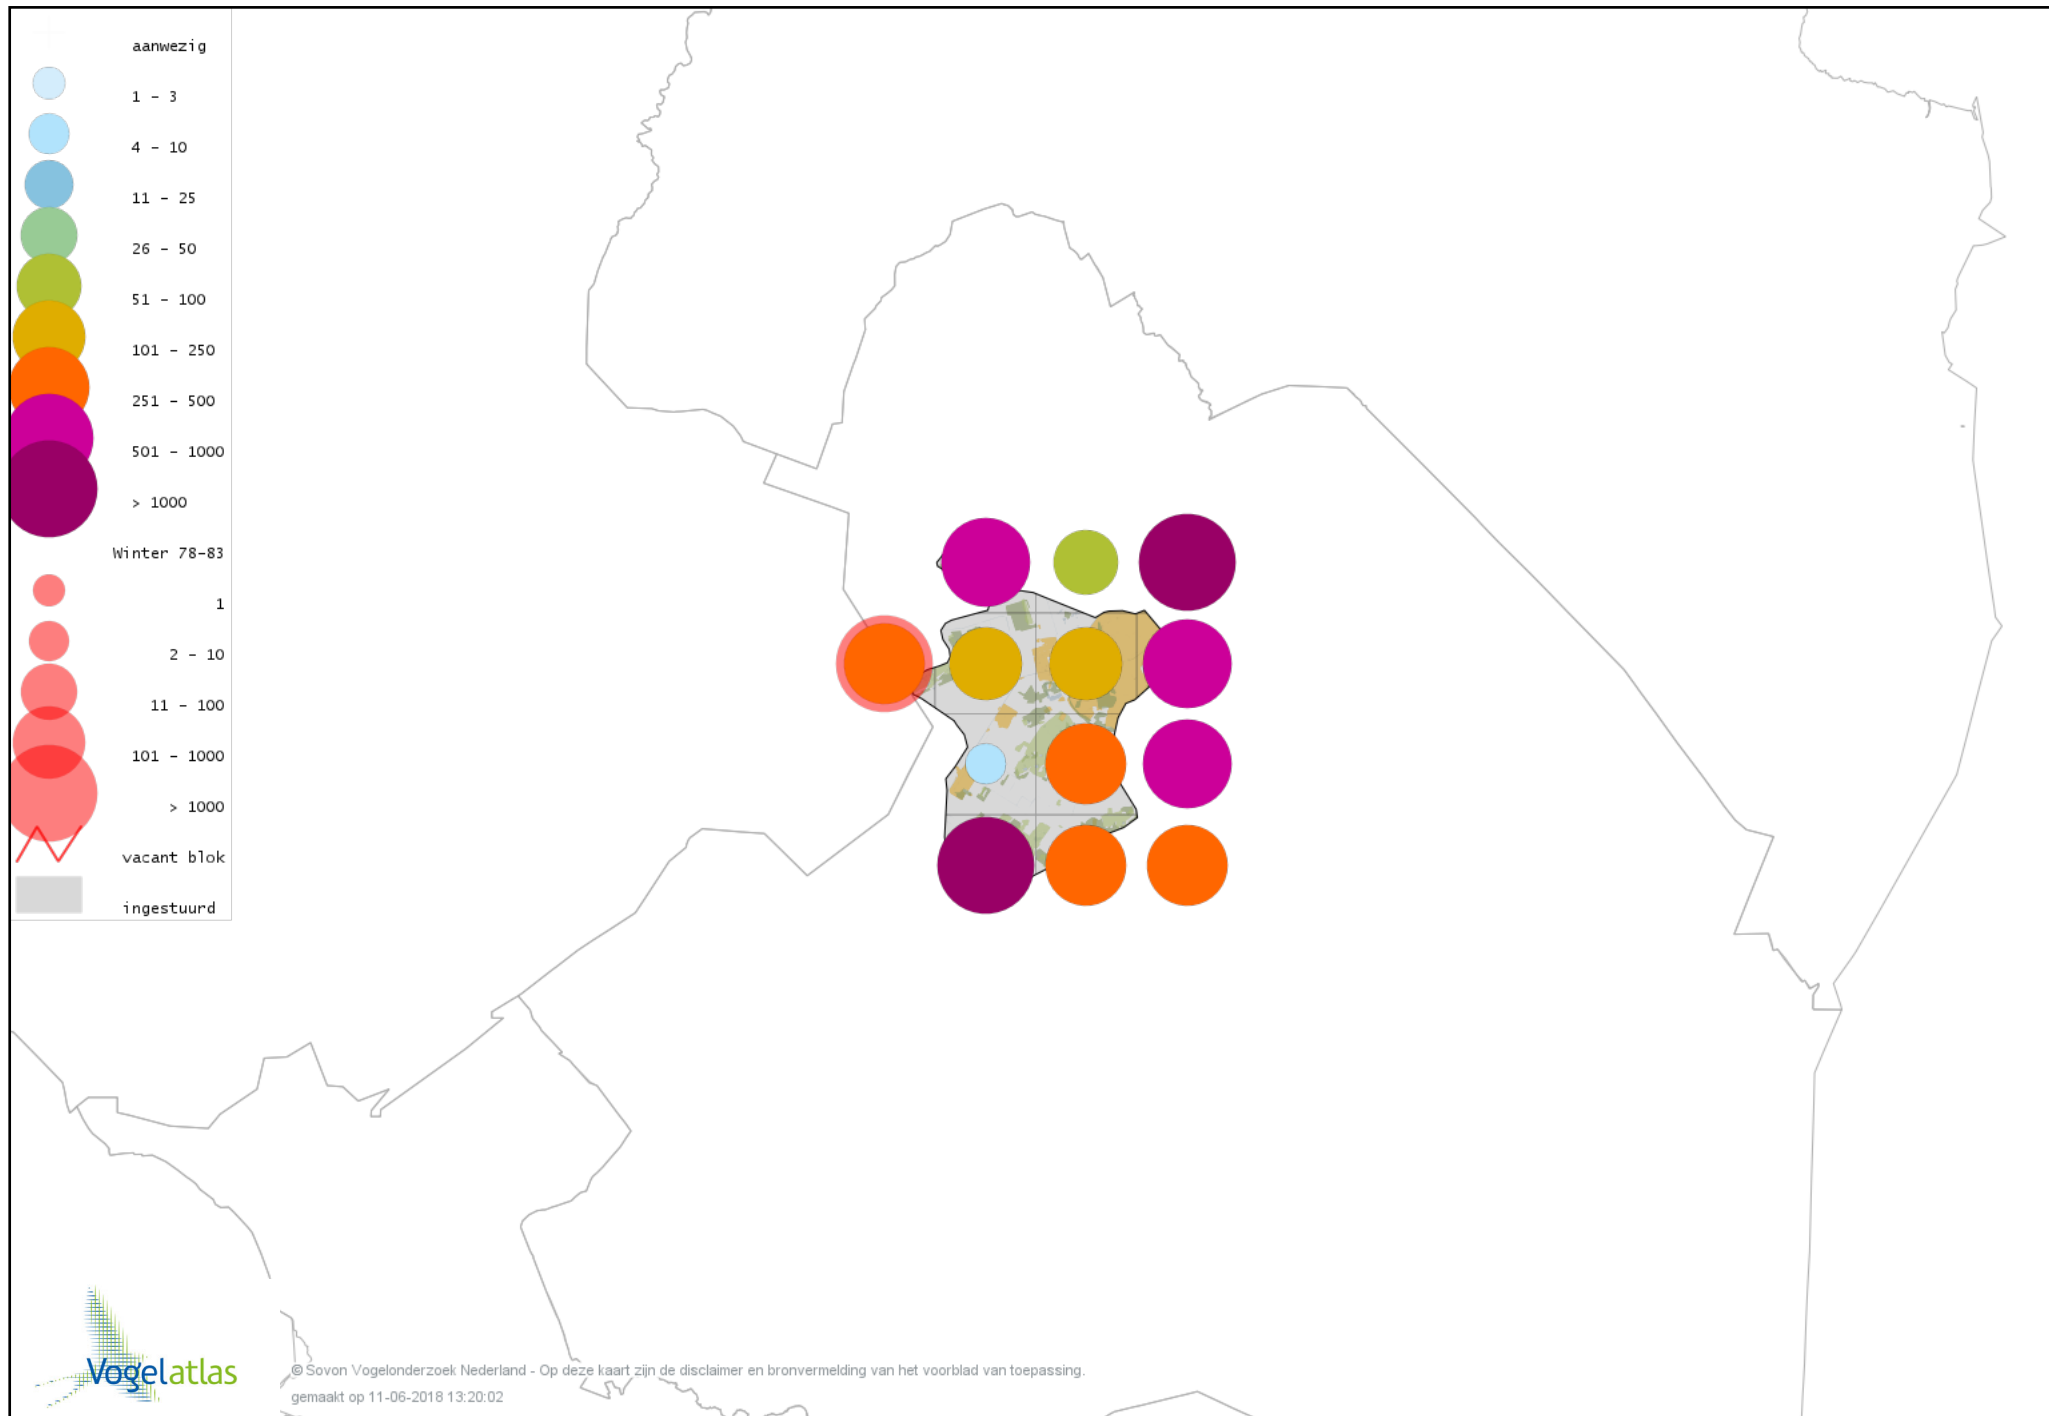 aanwezig
1 - 3
4 - 10
11 - 25
26 - 50
51 - 100
101 - 250
251 - 500
501 - 1000
> 1000
Winter 78-83
1
2 - 10
11 - 100
101 - 1000
> 1000
vacant blok
ingestuurd
Vogelatlas
© Sovon Vogelonderzoek Nederland - Op deze kaart zijn de disclaimer en bronvermelding van het voorblad van toepassing.
gemaakt op 11-06-2018 13:20:02